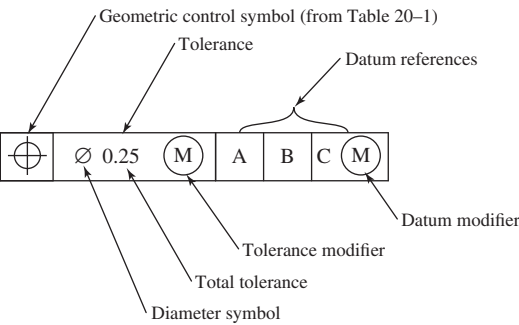 Geometric control symbol (from Table 20–1)
Tolerance
Datum references
∅ 0.25 M A B C M
Datum modifier
Tolerance modifier
Total tolerance
Diameter symbol